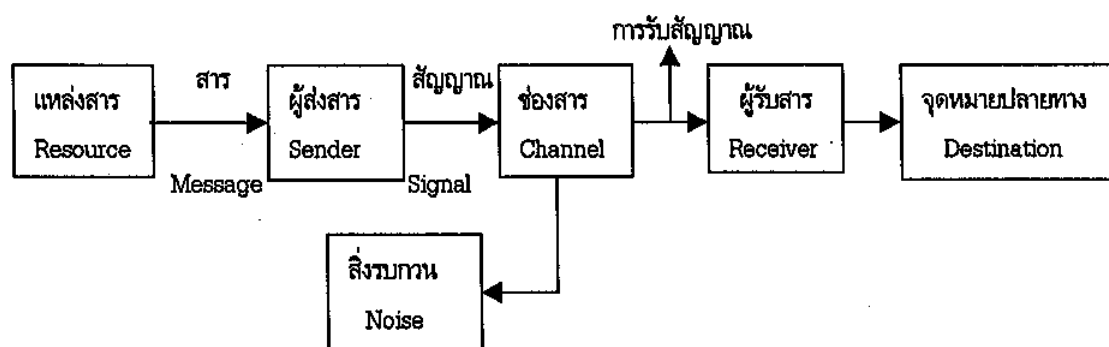 การรับสัญญาณ
แหล่งสาร
Resource
สาร
Message
ผู้ส่งสาร
Sender
สัญญาณ
Signal
ช่องสาร
Channel
ผู้รับสาร
Receiver
จุดหมายปลายทาง
Destination
สิ่งรบกวน
Noise